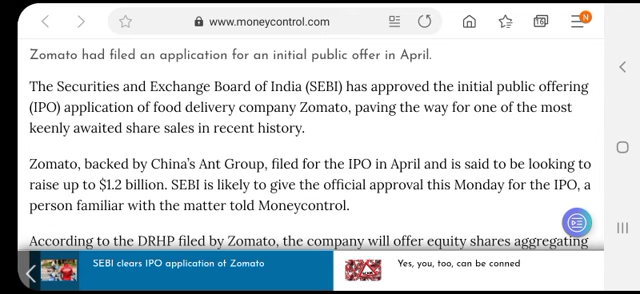 www.moneycontrol.com
16
N
Zomato had filed an application for an initial public offer in April.
The Securities and Exchange Board of India (SEBI) has approved the initial public offering
(IPO) application of food delivery company Zomato, paving the way for one of the most
keenly awaited share sales in recent history.
Zomato, backed by China's Ant Group, filed for the IPO in April and is said to be looking to
raise up to $1.2 billion. SEBI is likely to give the official approval this Monday for the IPO, a
person familiar with the matter told Moneycontrol.
According to the DRHP filed by Zomato, the company will offer equity shares aggregating
SEBI clears IPO application of Zomato
Yes, you, too, can be conned